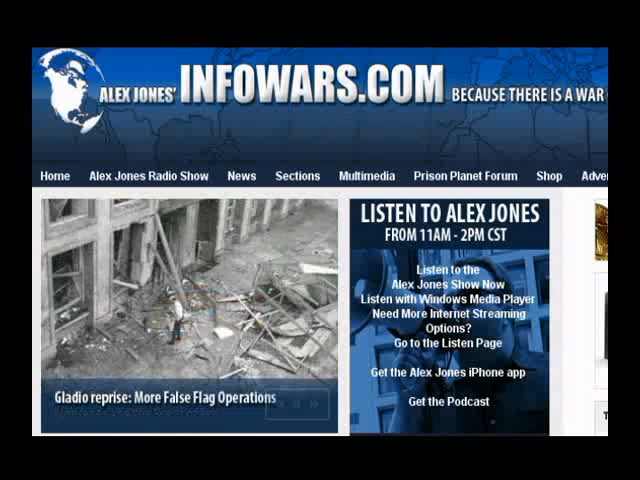 ALEX JONES' INFOWARS.COM BECAUSE THERE IS A WAR
Home Alex Jones Radio Show News Sections Multimedia Prison Planet Forum Shop Adver
LISTEN TO ALEX JONES
FROM 11AM - 2PM CST
Listen to the
Alex Jones Show Now
Listen with Windows Media Player
Need More Internet Streaming
Options?
Go to the Listen Page
Get the Alex Jones iPhone app
Get the Podcast
Gladio reprise: More False Flag Operations
T